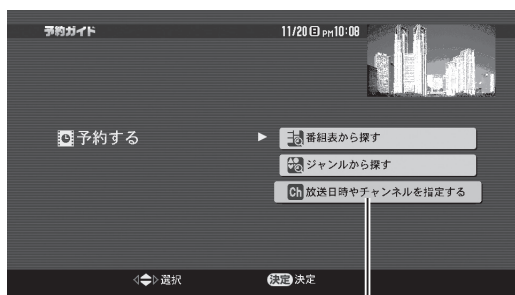 予約ガイド
11/20 日 PM10:08
予約する
番組表から探す
ジャンルから探す
Ch 放送日時やチャンネルを指定する
選択
決定 決定